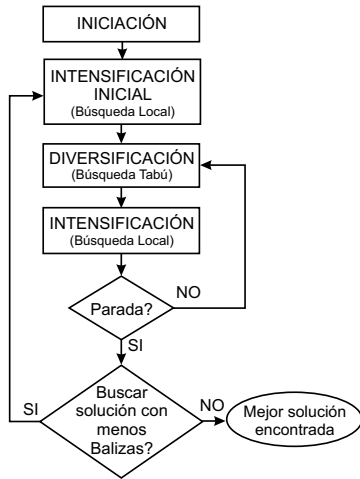 INICIACIÓN
INTENSIFICACIÓN
INICIAL
(Búsqueda Local)
DIVERSIFICACIÓN
(Búsqueda Tabú)
INTENSIFICACIÓN
(Búsqueda Local)
Parada?
NO
SI
Buscar
solución con
menos
Balizas?
SI
NO
Mejor solución
encontrada